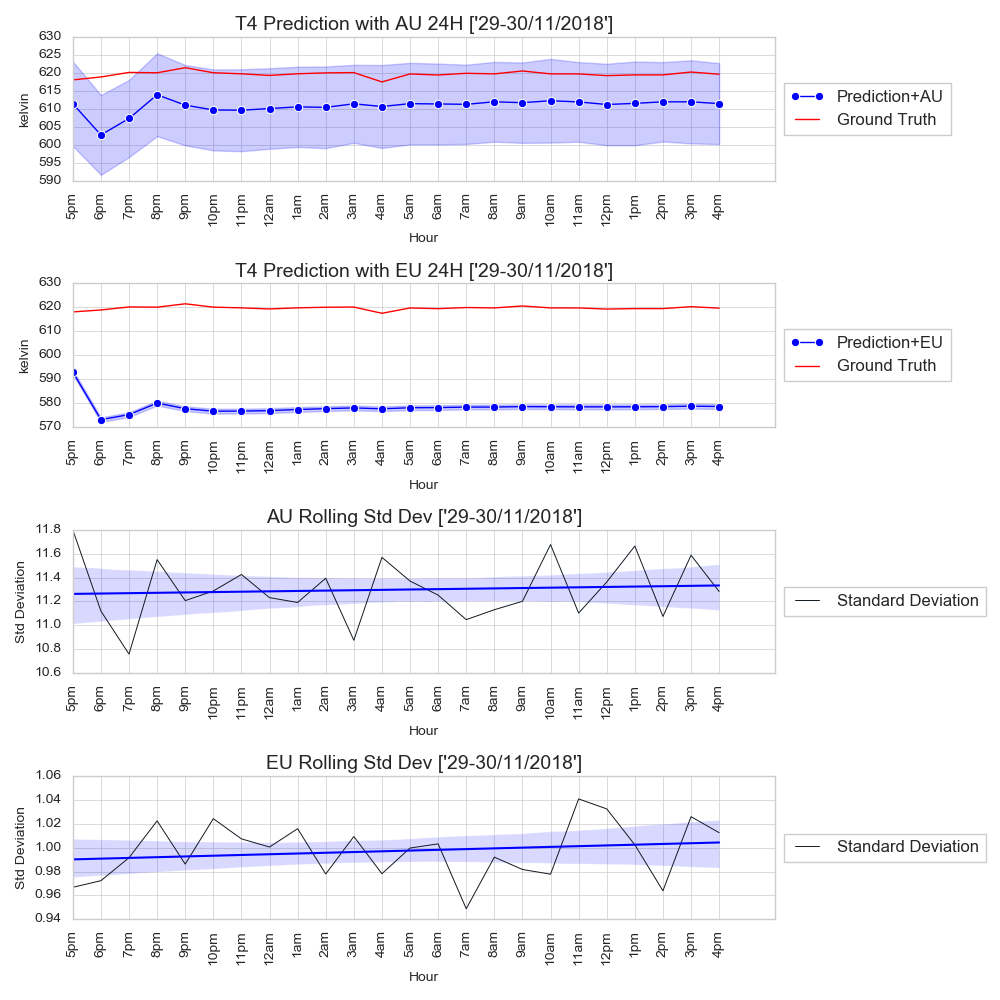 T4 Prediction with AU 24H ['29-30/11/2018']
630
625
620
615
610
605
600
595
590
kelvin
5pm 6pm 7pm 8pm 9pm 10pm 11pm 12am 1am 2am 3am 4am 5am 6am 7am 8am 9am 10am 11am 12pm 1pm 2pm 3pm 4pm
Hour
Prediction+AU
Ground Truth
T4 Prediction with EU 24H ['29-30/11/2018']
630
620
610
600
590
580
570
kelvin
5pm 6pm 7pm 8pm 9pm 10pm 11pm 12am 1am 2am 3am 4am 5am 6am 7am 8am 9am 10am 11am 12pm 1pm 2pm 3pm 4pm
Hour
Prediction+EU
Ground Truth
AU Rolling Std Dev ['29-30/11/2018']
11.8
11.6
11.4
11.2
11.0
10.8
10.6
Std Deviation
5pm 6pm 7pm 8pm 9pm 10pm 11pm 12am 1am 2am 3am 4am 5am 6am 7am 8am 9am 10am 11am 12pm 1pm 2pm 3pm 4pm
Hour
Standard Deviation
EU Rolling Std Dev ['29-30/11/2018']
1.06
1.04
1.02
1.00
0.98
0.96
0.94
Std Deviation
5pm 6pm 7pm 8pm 9pm 10pm 11pm 12am 1am 2am 3am 4am 5am 6am 7am 8am 9am 10am 11am 12pm 1pm 2pm 3pm 4pm
Hour
Standard Deviation